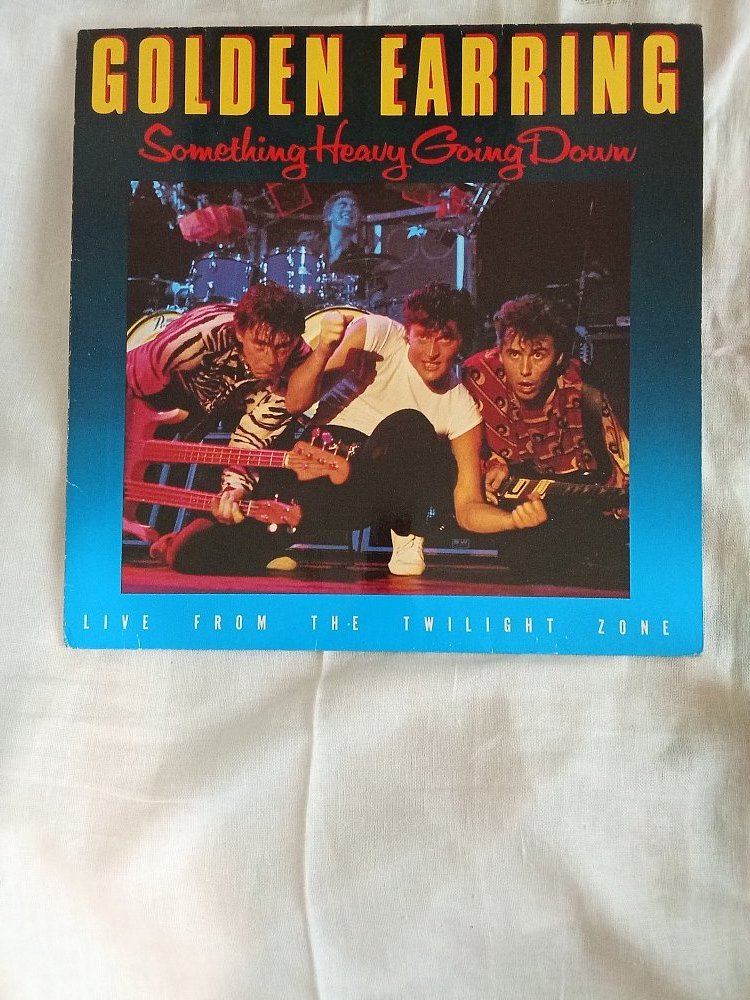 GOLDEN EARRING
Something Heavy Going Down
LIVE FROM THE TWILIGHT ZONE